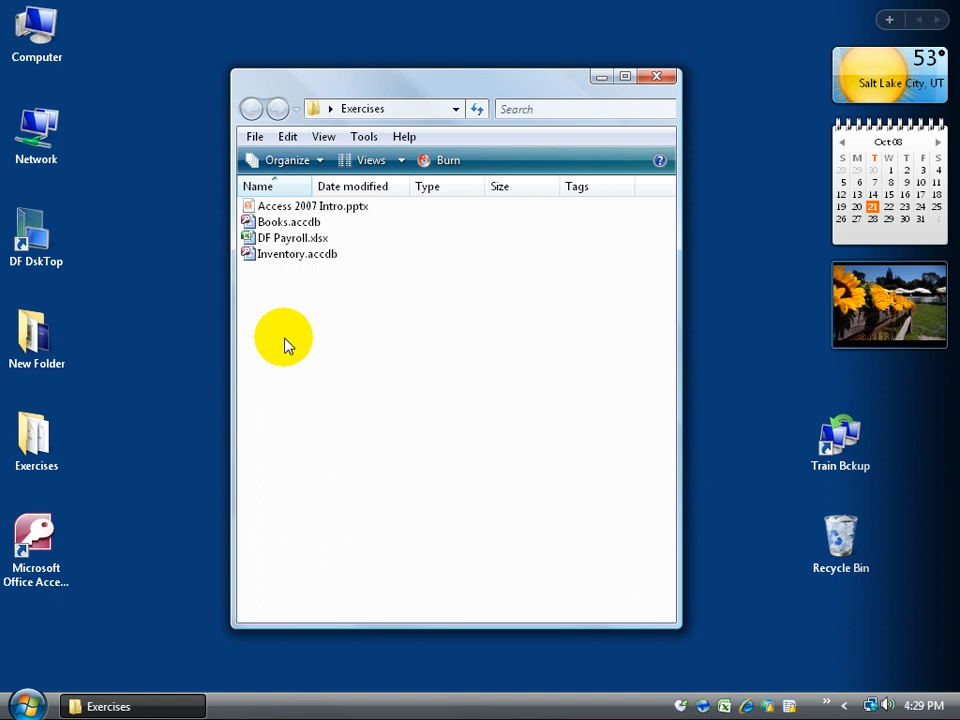 Computer
Network
DF DskTop
New Folder
Exercises
Microsoft
Office Acce...
Exercises
Search
File Edit View Tools Help
Organize Views Burn
Name Date modified Type Size Tags
Access 2007 Intro.pptx
Books.accdb
DF Payroll.xlsx
Inventory.accdb
53°
Salt Lake City, UT
Oct 08
S M T W T F S
28 29 30 1 2 3 4
5 6 7 8 9 10 11
12 13 14 15 16 17 18
19 20 21 22 23 24 25
26 27 28 29 30 31
Train Bckup
Recycle Bin
Exercises
4:29 PM